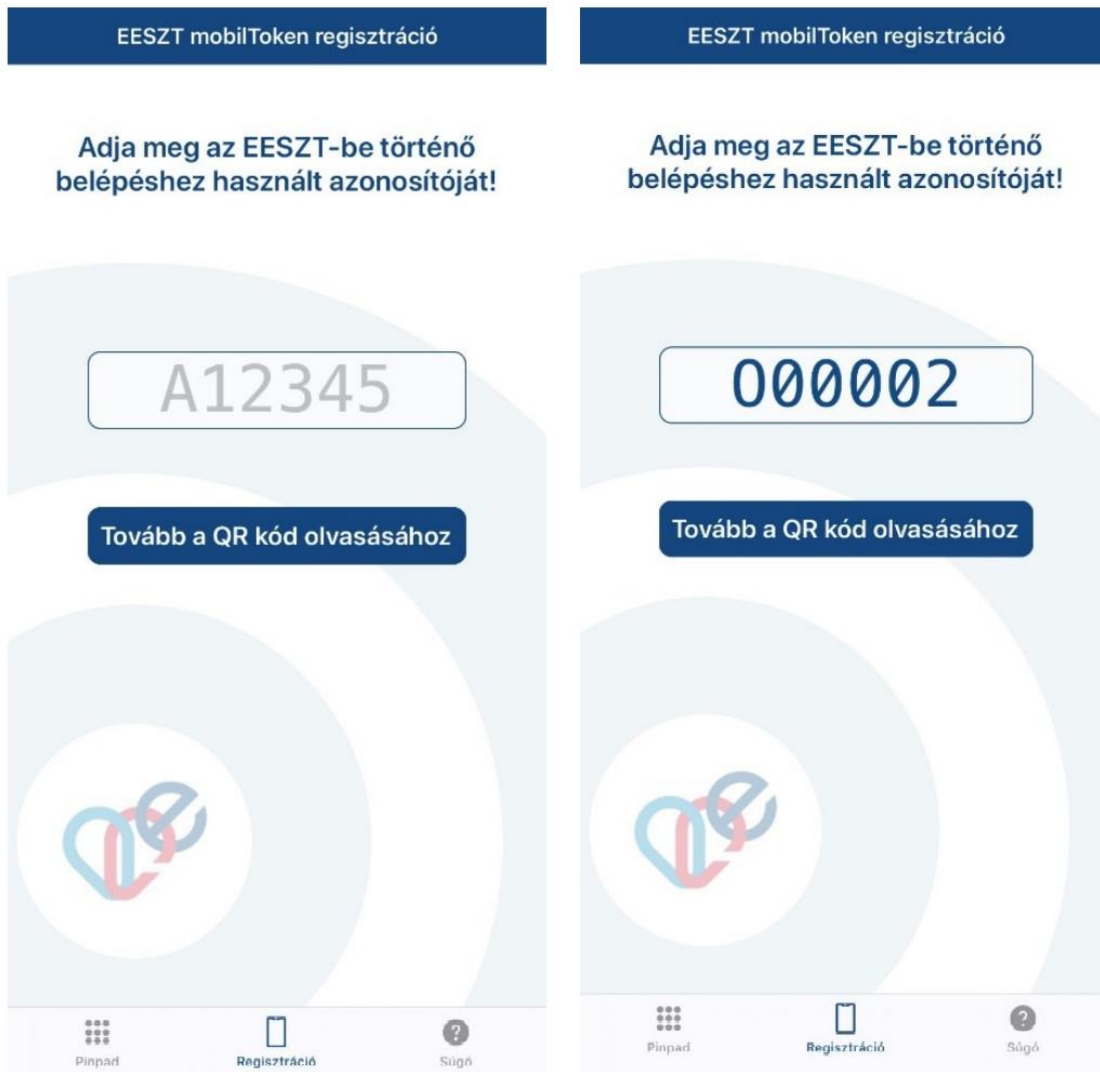 EESZT mobilToken regisztráció
Adja meg az EESZT-be történő
belépéshez használt azonosítóját!
A12345
Tovább a QR kód olvasásához
Pinpad
Regisztráció
Súgó
EESZT mobilToken regisztráció
Adja meg az EESZT-be történő
belépéshez használt azonosítóját!
O00002
Tovább a QR kód olvasásához
Pinpad
Regisztráció
Súgó